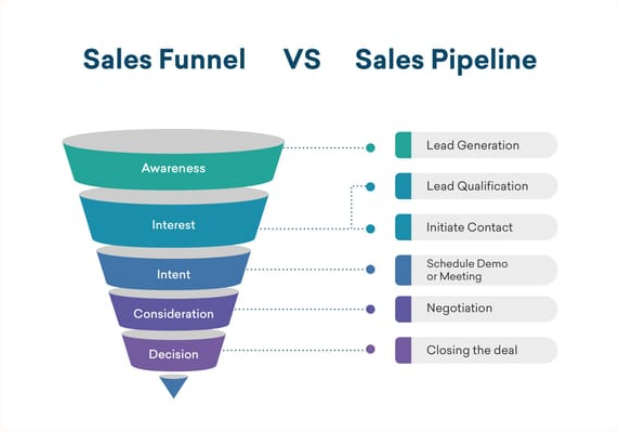 Sales Funnel VS Sales Pipeline
Awareness
Interest
Intent
Consideration
Decision
Lead Generation
Lead Qualification
Initiate Contact
Schedule Demo
or Meeting
Negotiation
Closing the deal